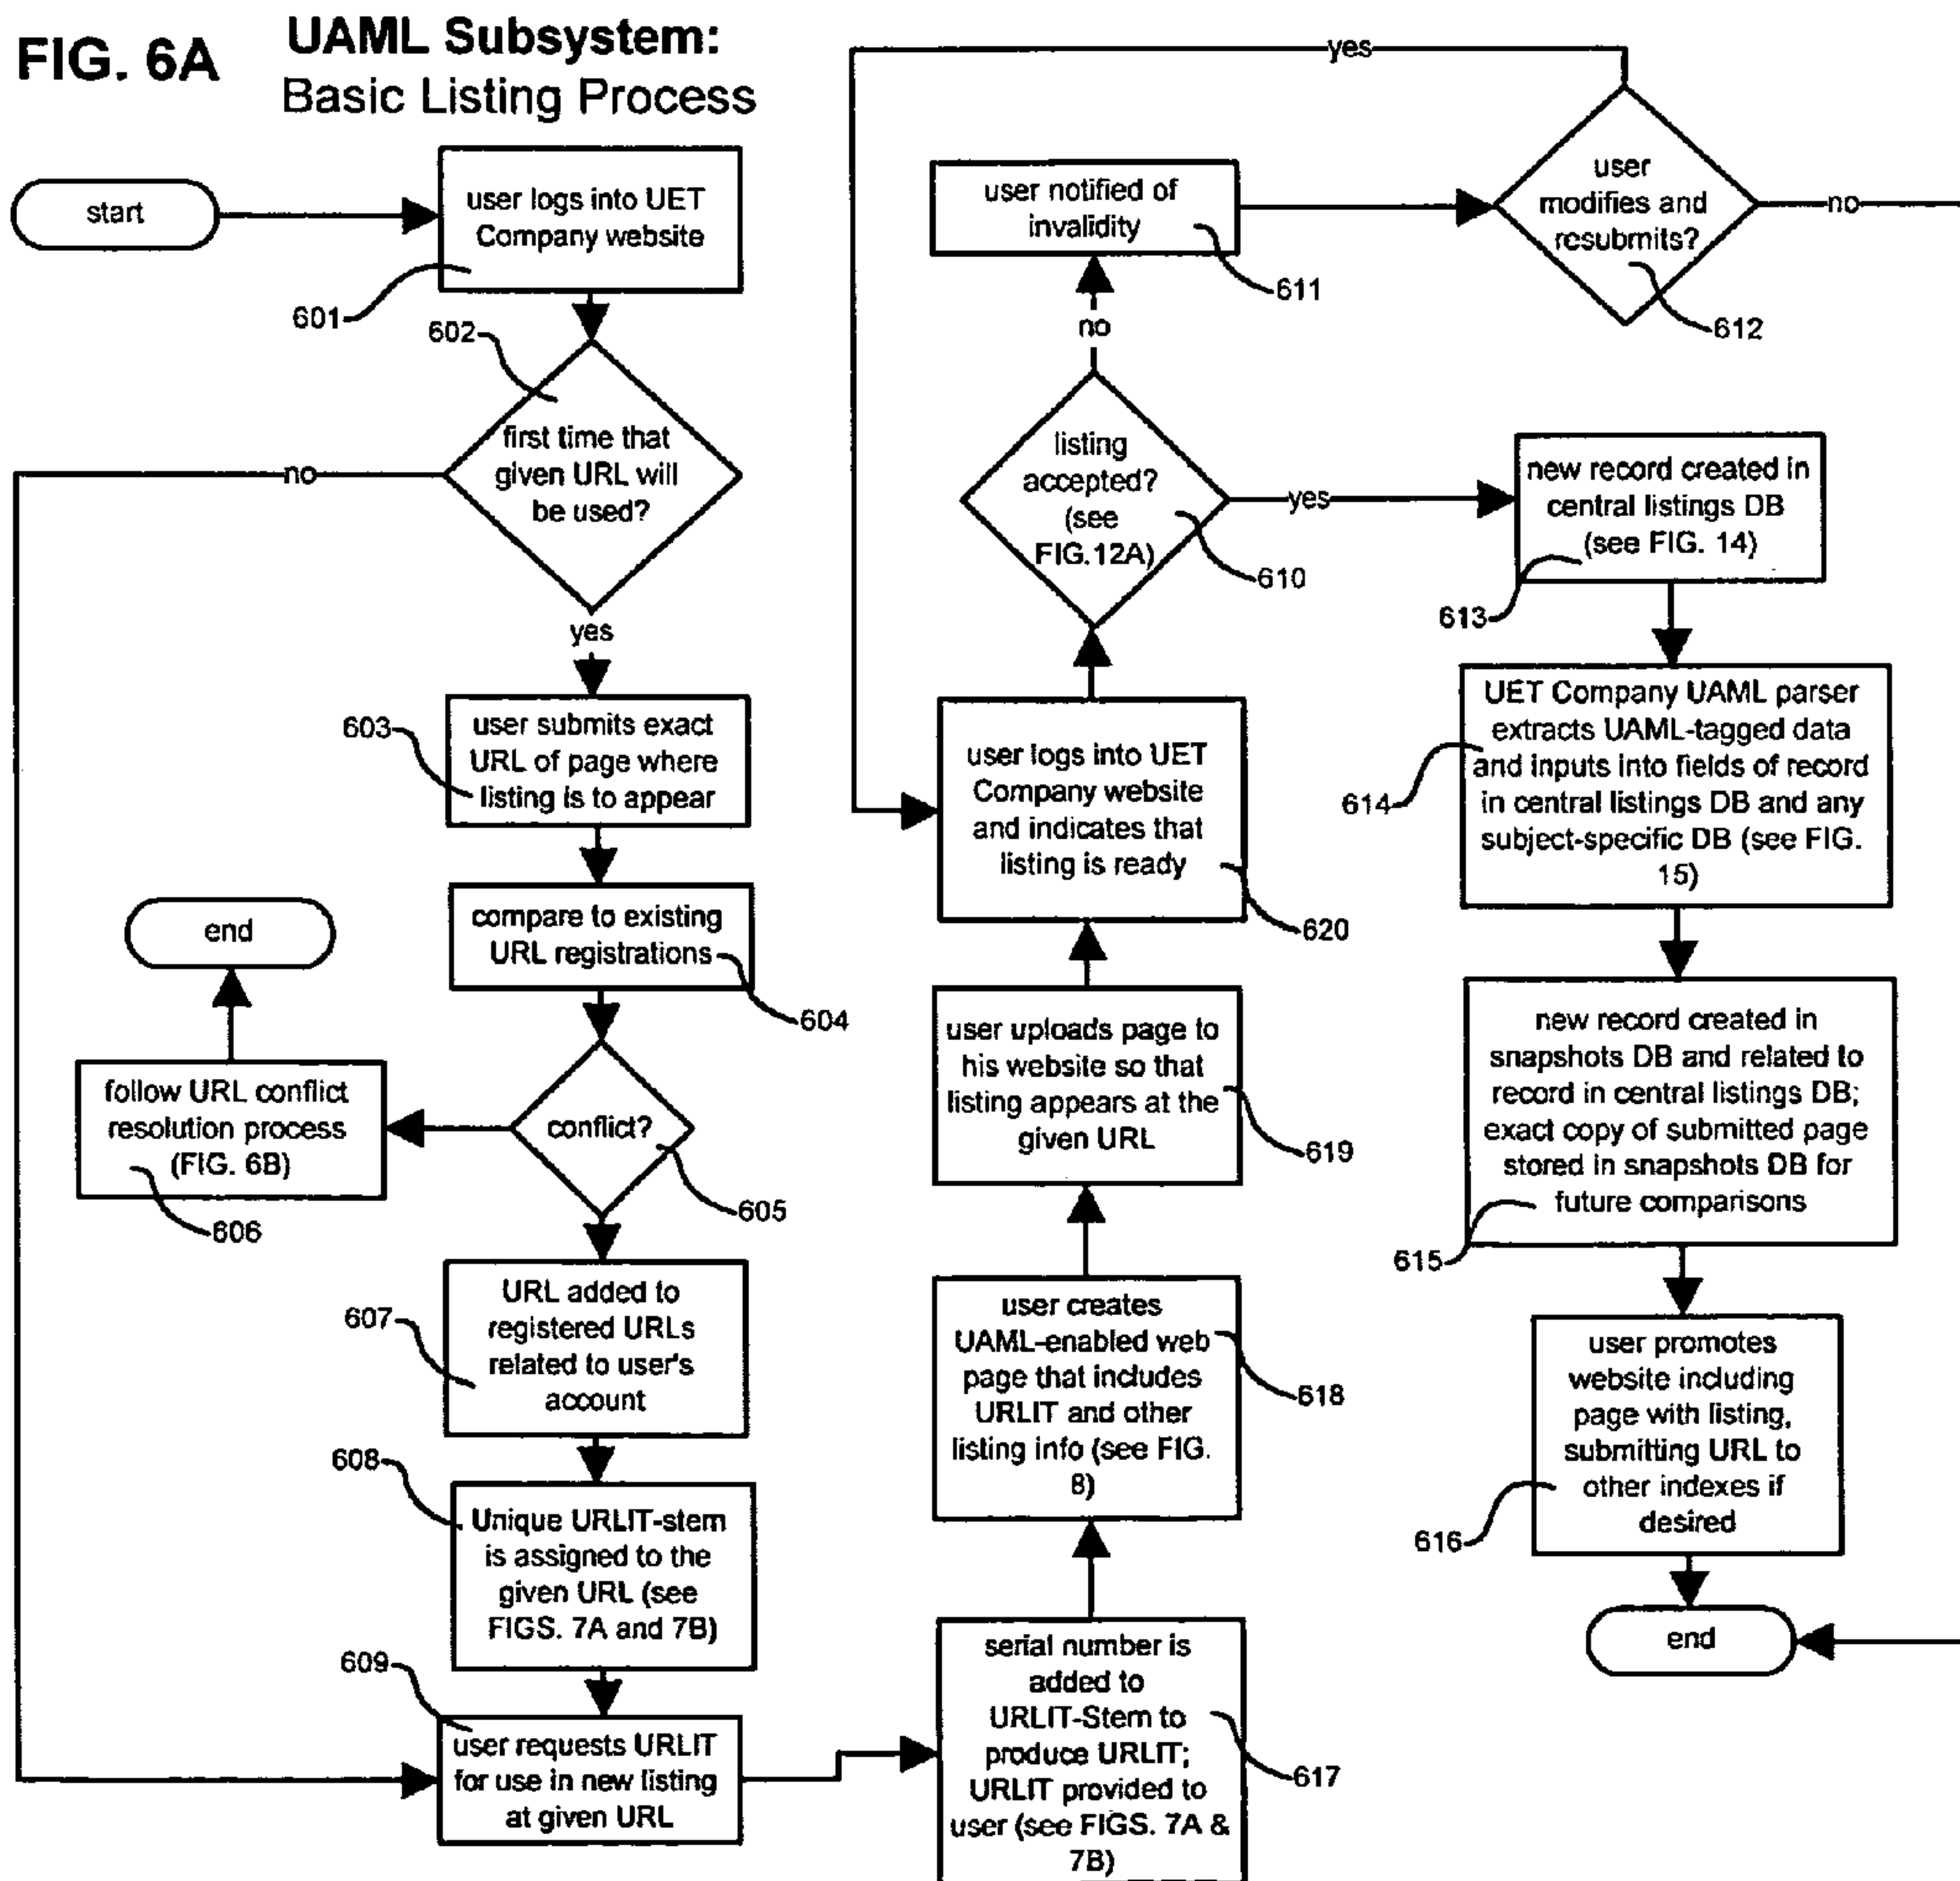 FIG. 6A
UAML Subsystem:
Basic Listing Process
start
user logs into UET
Company website
601
602
first time that
given URL will
be used?
no
yes
603
user submits exact
URL of page where
listing is to appear
compare to existing
URL registrations
604
conflict?
605
end
follow URL conflict
resolution process
(FIG. 6B)
606
607
URL added to
registered URLs
related to user's
account
608
Unique URLIT-stem
is assigned to the
given URL (see
FIGS. 7A and 7B)
609
user requests URLIT
for use in new listing
at given URL
serial number is
added to
URLIT-Stem to
produce URLIT;
URLIT provided to
user (see FIGS. 7A &
7B)
617
user creates
UAML-enabled web
page that includes
URLIT and other
listing info (see FIG.
8)
618
user uploads page to
his website so that
listing appears at the
given URL
619
user logs into UET
Company website
and indicates that
listing is ready
620
listing
accepted?
(see
FIG.12A)
610
no
user notified of
invalidity
611
user
modifies and
resubmits?
612
yes
no
yes
new record created in
central listings DB
(see FIG. 14)
613
UET Company UAML parser
extracts UAML-tagged data
and inputs into fields of record
in central listings DB and any
subject-specific DB (see FIG.
15)
614
new record created in
snapshots DB and related to
record in central listings DB;
exact copy of submitted page
stored in snapshots DB for
future comparisons
615
user promotes
website including
page with listing,
submitting URL to
other indexes if
desired
616
end